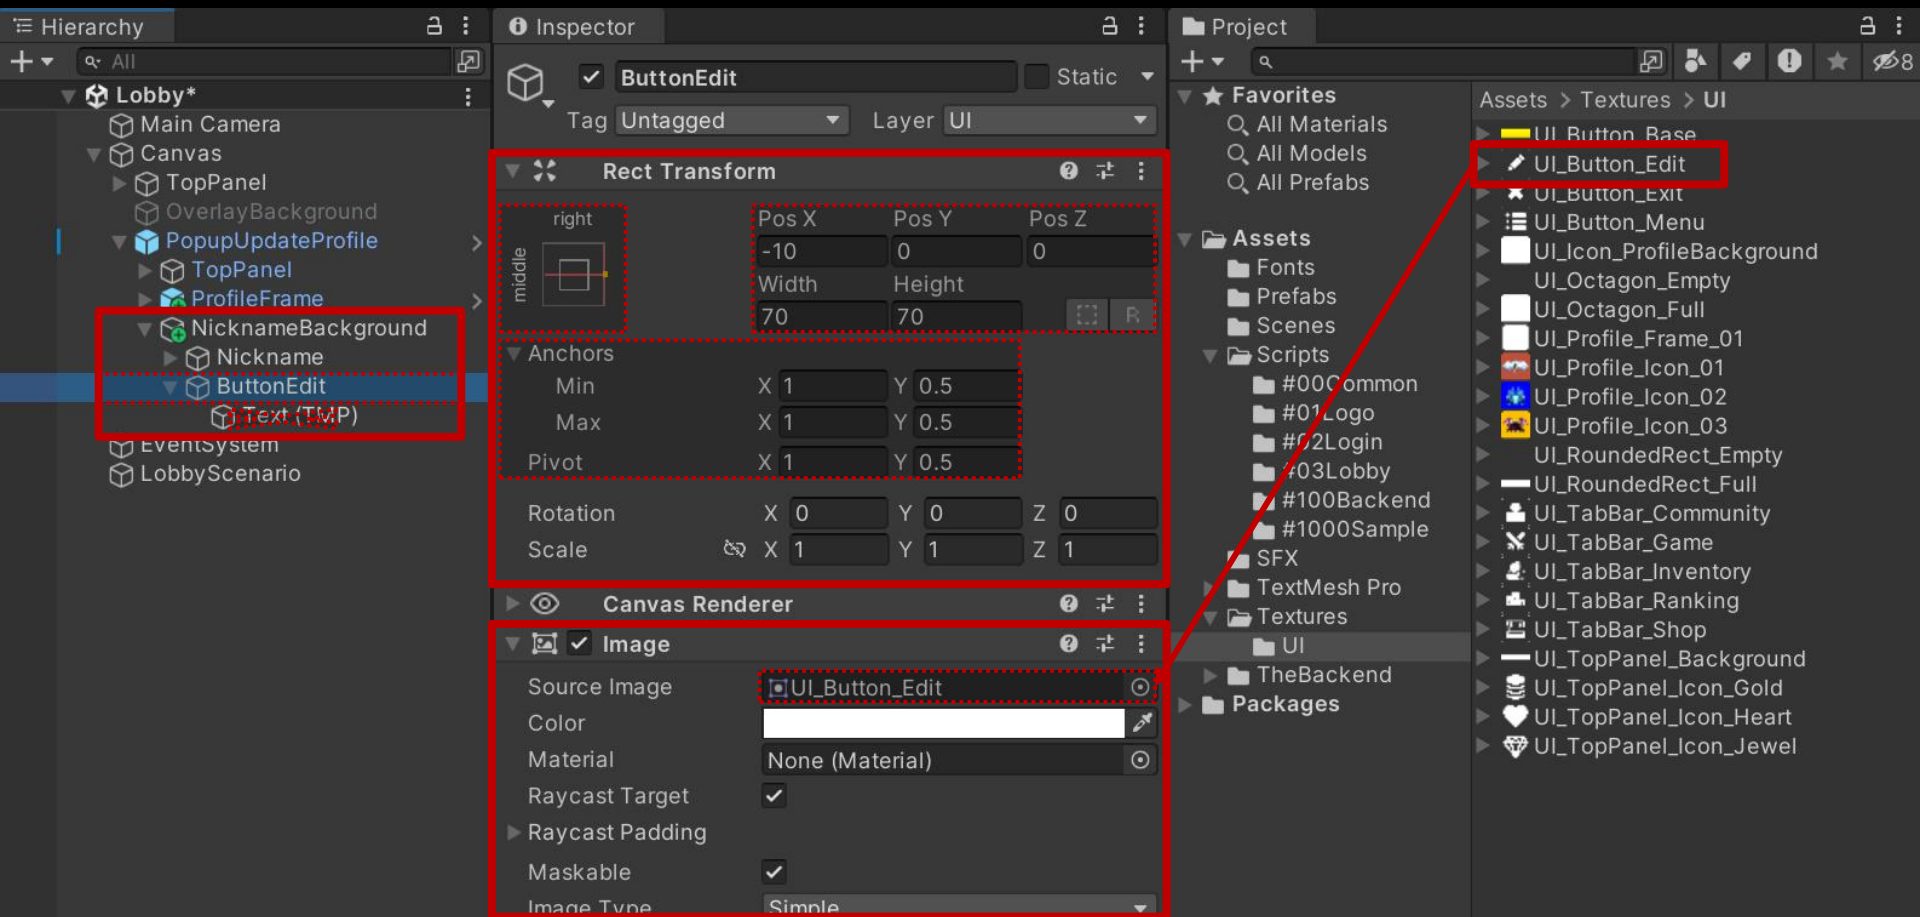 Hierarchy
All
Lobby*
Main Camera
Canvas
TopPanel
OverlayBackground
PopupUpdateProfile
TopPanel
ProfileFrame
NicknameBackground
Nickname
ButtonEdit
Text (TMP)
EventSystem
LobbyScenario
Inspector
ButtonEdit
Static
Tag Untagged
Layer UI
Rect Transform
right
middle
Pos X Pos Y Pos Z
-10 0 0
Width Height
70 70
R
Anchors
Min X 1 Y 0.5
Max X 1 Y 0.5
Pivot X 1 Y 0.5
Rotation X 0 Y 0 Z 0
Scale X 1 Y 1 Z 1
Canvas Renderer
Image
Source Image UI_Button_Edit
Color
Material None (Material)
Raycast Target
Raycast Padding
Maskable
Image Type Simple
Project
8
Favorites
All Materials
All Models
All Prefabs
Assets
Fonts
Prefabs
Scenes
Scripts
#00Common
#01Logo
#02Login
#03Lobby
#100Backend
#1000Sample
SFX
TextMesh Pro
Textures
UI
TheBackend
Packages
Assets > Textures > UI
UI_Button_Base
UI_Button_Edit
UI_Button_Exit
UI_Button_Menu
UI_Icon_ProfileBackground
UI_Octagon_Empty
UI_Octagon_Full
UI_Profile_Frame_01
UI_Profile_Icon_01
UI_Profile_Icon_02
UI_Profile_Icon_03
UI_RoundedRect_Empty
UI_RoundedRect_Full
UI_TabBar_Community
UI_TabBar_Game
UI_TabBar_Inventory
UI_TabBar_Ranking
UI_TabBar_Shop
UI_TopPanel_Background
UI_TopPanel_Icon_Gold
UI_TopPanel_Icon_Heart
UI_TopPanel_Icon_Jewel